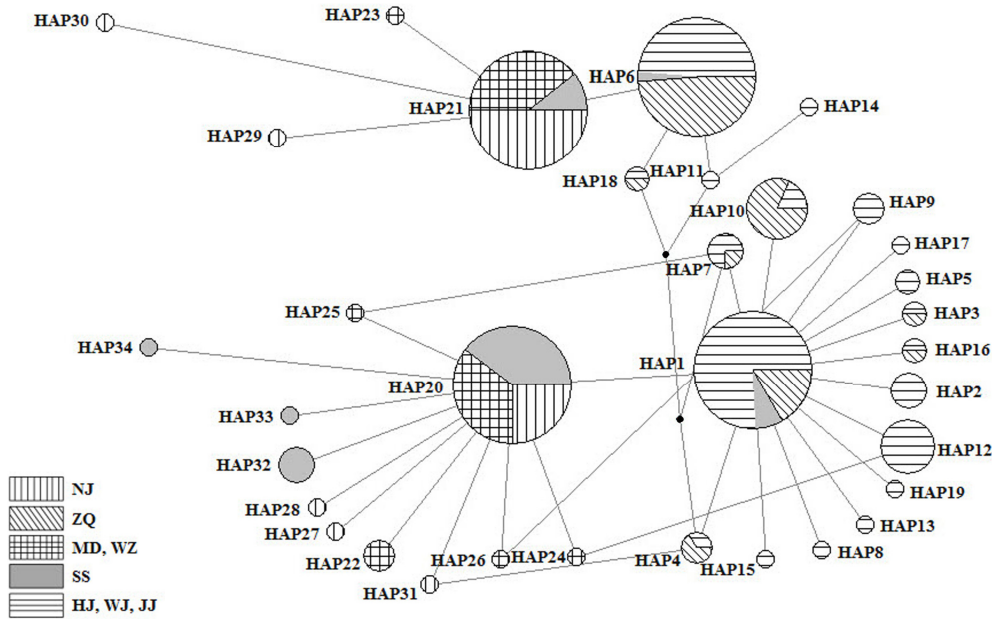 HAP30
HAP23
HAP6
HAP21
HAP14
HAP29
HAP18
HAP11
HAP10
HAP9
HAP17
HAP7
HAP5
HAP25
HAP3
HAP34
HAP16
HAP1
HAP20
HAP2
HAP33
HAP12
HAP32
HAP19
NJ
HAP28
ZQ
HAP13
HAP27
MD, WZ
HAP8
HAP22
HAP26
HAP24
HAP4
HAP15
SS
HAP31
HJ, WJ, JJ